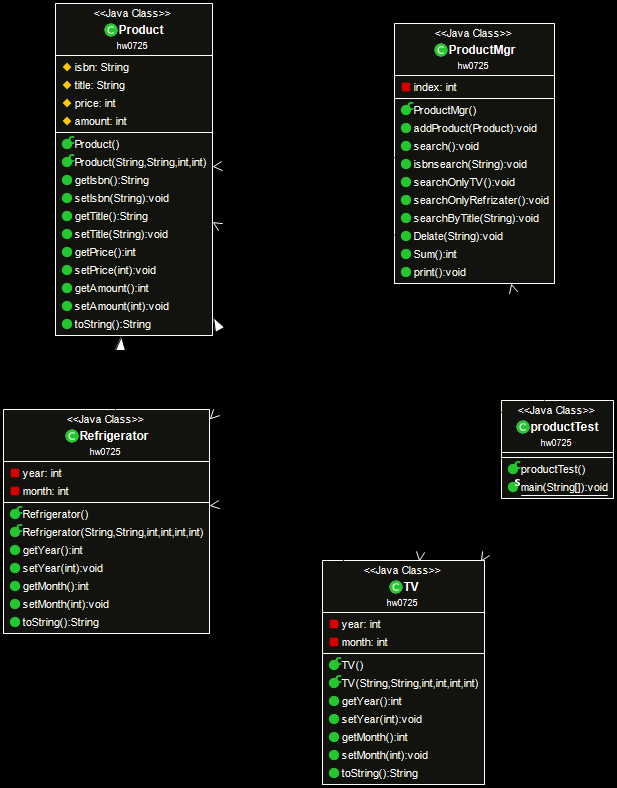 <<Java Class>>
Product
hw0725
isbn: String
title: String
price: int
amount: int
Product()
Product(String,String,int,int)
getIsbn():String
setIsbn(String):void
getTitle():String
setTitle(String):void
getPrice():int
setPrice(int):void
getAmount():int
setAmount(int):void
toString():String
<<Java Class>>
ProductMgr
hw0725
index: int
ProductMgr()
addProduct(Product):void
search():void
isbnsearch(String):void
searchOnlyTV():void
searchOnlyRefrizater():void
searchByTitle(String):void
Delate(String):void
Sum():int
print():void
<<Java Class>>
Refrigerator
hw0725
year: int
month: int
Refrigerator()
Refrigerator(String,String,int,int,int,int)
getYear():int
setYear(int):void
getMonth():int
setMonth(int):void
toString():String
<<Java Class>>
productTest
hw0725
productTest()
main(String[]):void
<<Java Class>>
TV
hw0725
year: int
month: int
TV()
TV(String,String,int,int,int,int)
getYear():int
setYear(int):void
getMonth():int
setMonth(int):void
toString():String